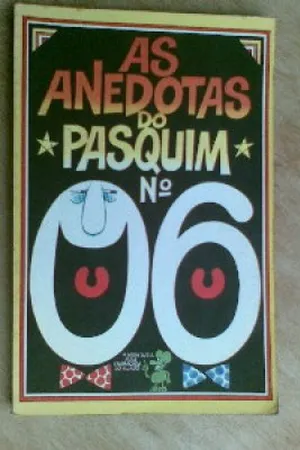 AS
ANEDOTAS
DO
PASQUIM
Nº
06